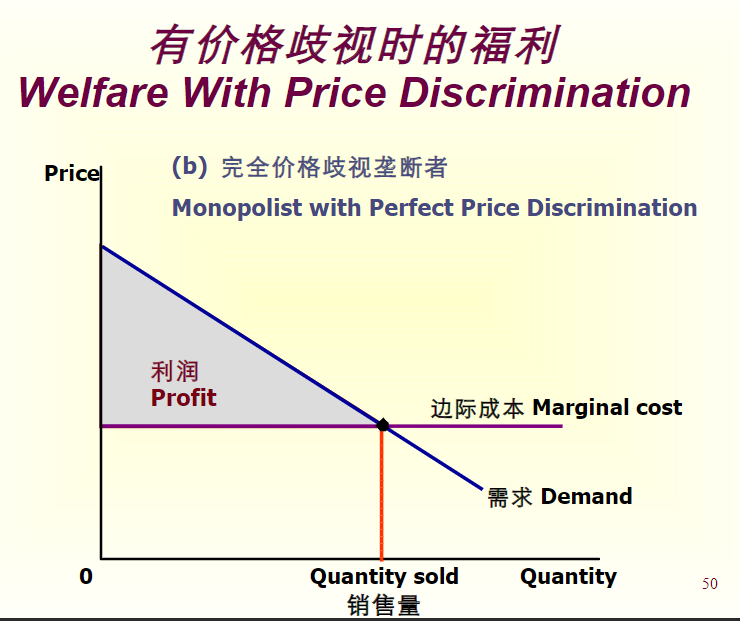 有价格歧视时的福利
Welfare With Price Discrimination
(b) 完全价格歧视垄断者
Monopolist with Perfect Price Discrimination
Price
利润
Profit
边际成本 Marginal cost
需求 Demand
0
Quantity sold
销售量
Quantity
50